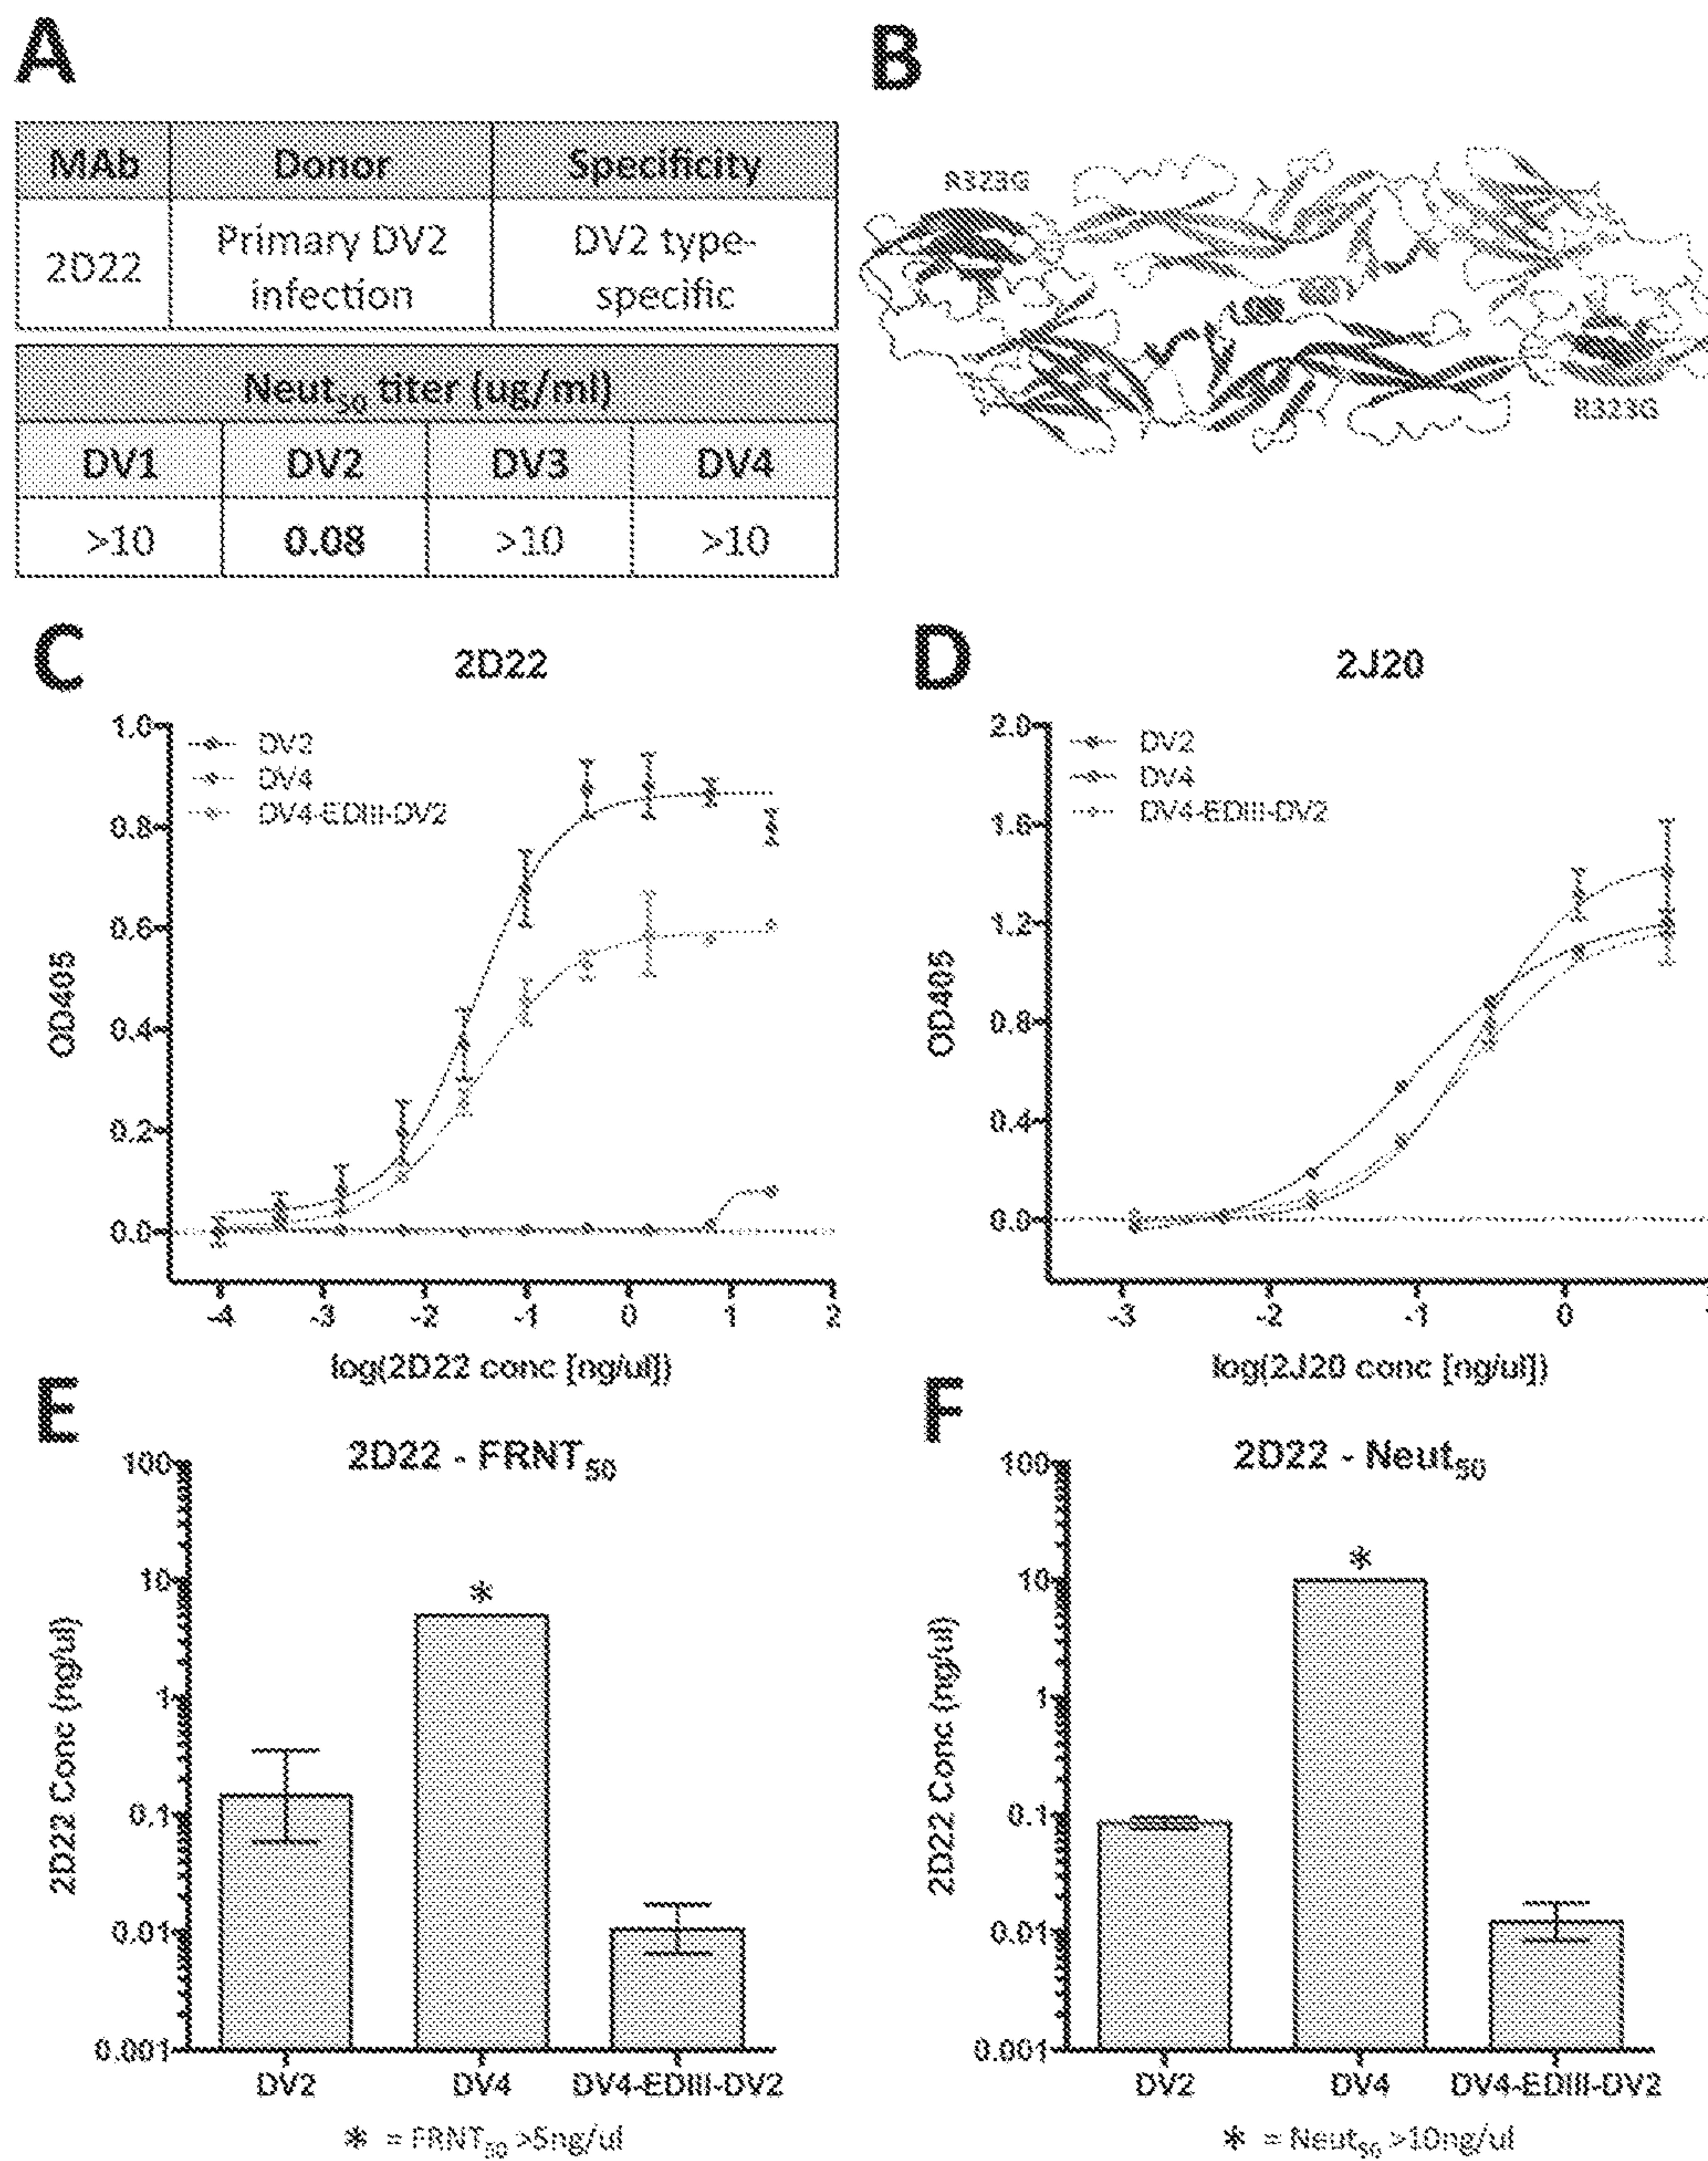 A
MAb Donor Specificity
2D22 Primary DV2 infection DV2 type-specific
Neut50 titer (ug/ml)
DV1 DV2 DV3 DV4
>10 0.08 >10 >10
B
R323G
R323G
C
2D22
DV2
DV4
DV4-EDIII-DV2
1.0
0.8
0.6
0.4
0.2
0.0
OD405
-4 -3 -2 -1 0 1 2
log(2D22 conc [ng/ul])
D
2J20
DV2
DV4
DV4-EDIII-DV2
2.0
1.6
1.2
0.8
0.4
0.0
OD405
-3 -2 -1 0
log(2J20 conc [ng/ul])
E
2D22 - FRNT50
100
10
1
0.1
0.01
0.001
2D22 Conc (ng/ul)
*
DV2 DV4 DV4-EDIII-DV2
* = FRNT50 >5ng/ul
F
2D22 - Neut50
100
10
1
0.1
0.01
0.001
2D22 Conc (ng/ul)
*
DV2 DV4 DV4-EDIII-DV2
* = Neut50 >10ng/ul